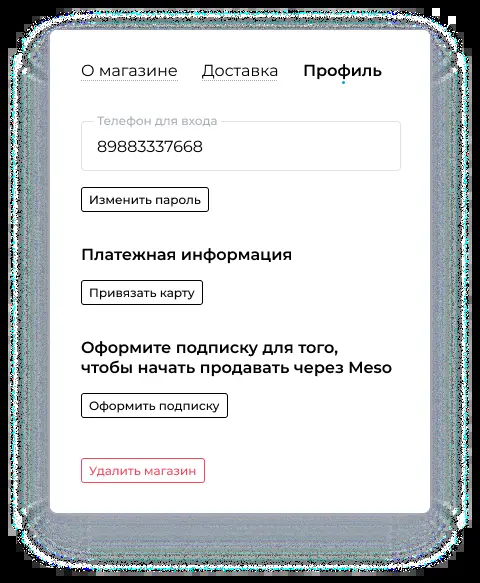 О магазине Доставка Профиль
Телефон для входа
89883337668
Изменить пароль
Платежная информация
Привязать карту
Оформите подписку для того,
чтобы начать продавать через Meso
Оформить подписку
Удалить магазин